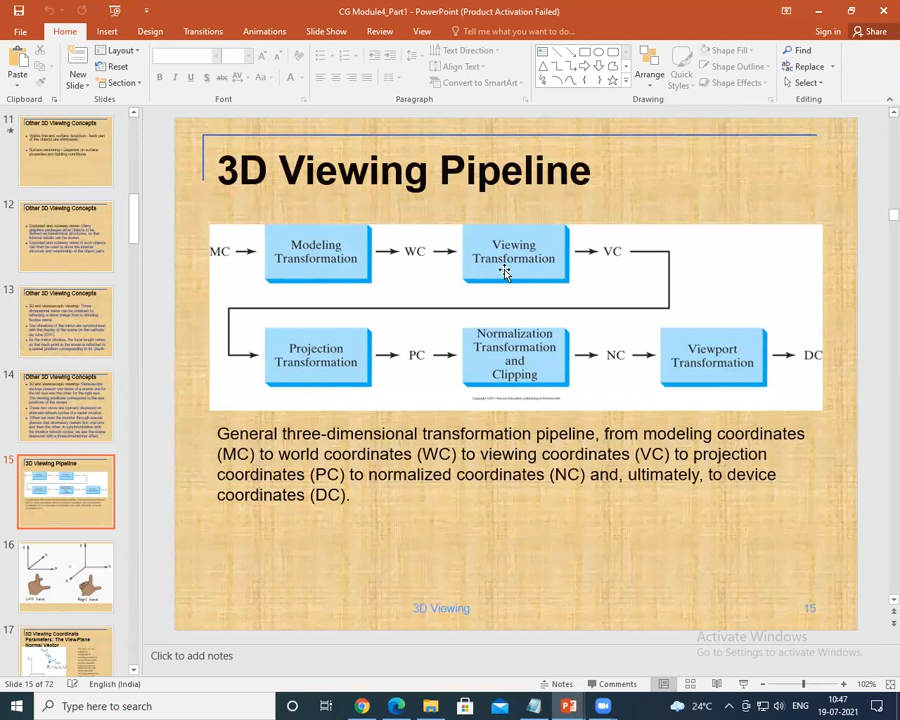 CG Module4_Part1 - PowerPoint (Product Activation Failed)
File Home Insert Design Transitions Animations Slide Show Review View Tell me what you want to do... Sign in Share
Paste
Clipboard
New
Slide
Layout
Reset
Section
Slides
B I U S abc AV Aa A
Font
Paragraph
Text Direction
Align Text
Convert to SmartArt
Arrange
Quick
Styles
Shape Fill
Shape Outline
Shape Effects
Drawing
Find
Replace
Select
Editing
11
Other 3D Viewing Concepts
12
Other 3D Viewing Concepts
13
Other 3D Viewing Concepts
14
Other 3D Viewing Concepts
15
3D Viewing Pipeline
16
Left hand Right hand
17
3D Viewing Coordinate
Parameters: The ViewPlane
Normal Vector
3D Viewing Pipeline
MC Modeling Transformation WC Viewing Transformation VC
Projection Transformation PC Normalization Transformation and Clipping NC Viewport Transformation DC
General three-dimensional transformation pipeline, from modeling coordinates
(MC) to world coordinates (WC) to viewing coordinates (VC) to projection
coordinates (PC) to normalized coordinates (NC) and, ultimately, to device
coordinates (DC).
3D Viewing 15
Activate Windows
Go to Settings to activate Windows.
Click to add notes
Slide 15 of 72 English (India) Notes Comments 102%
Type here to search
24°C ENG 10:47
19-07-2021